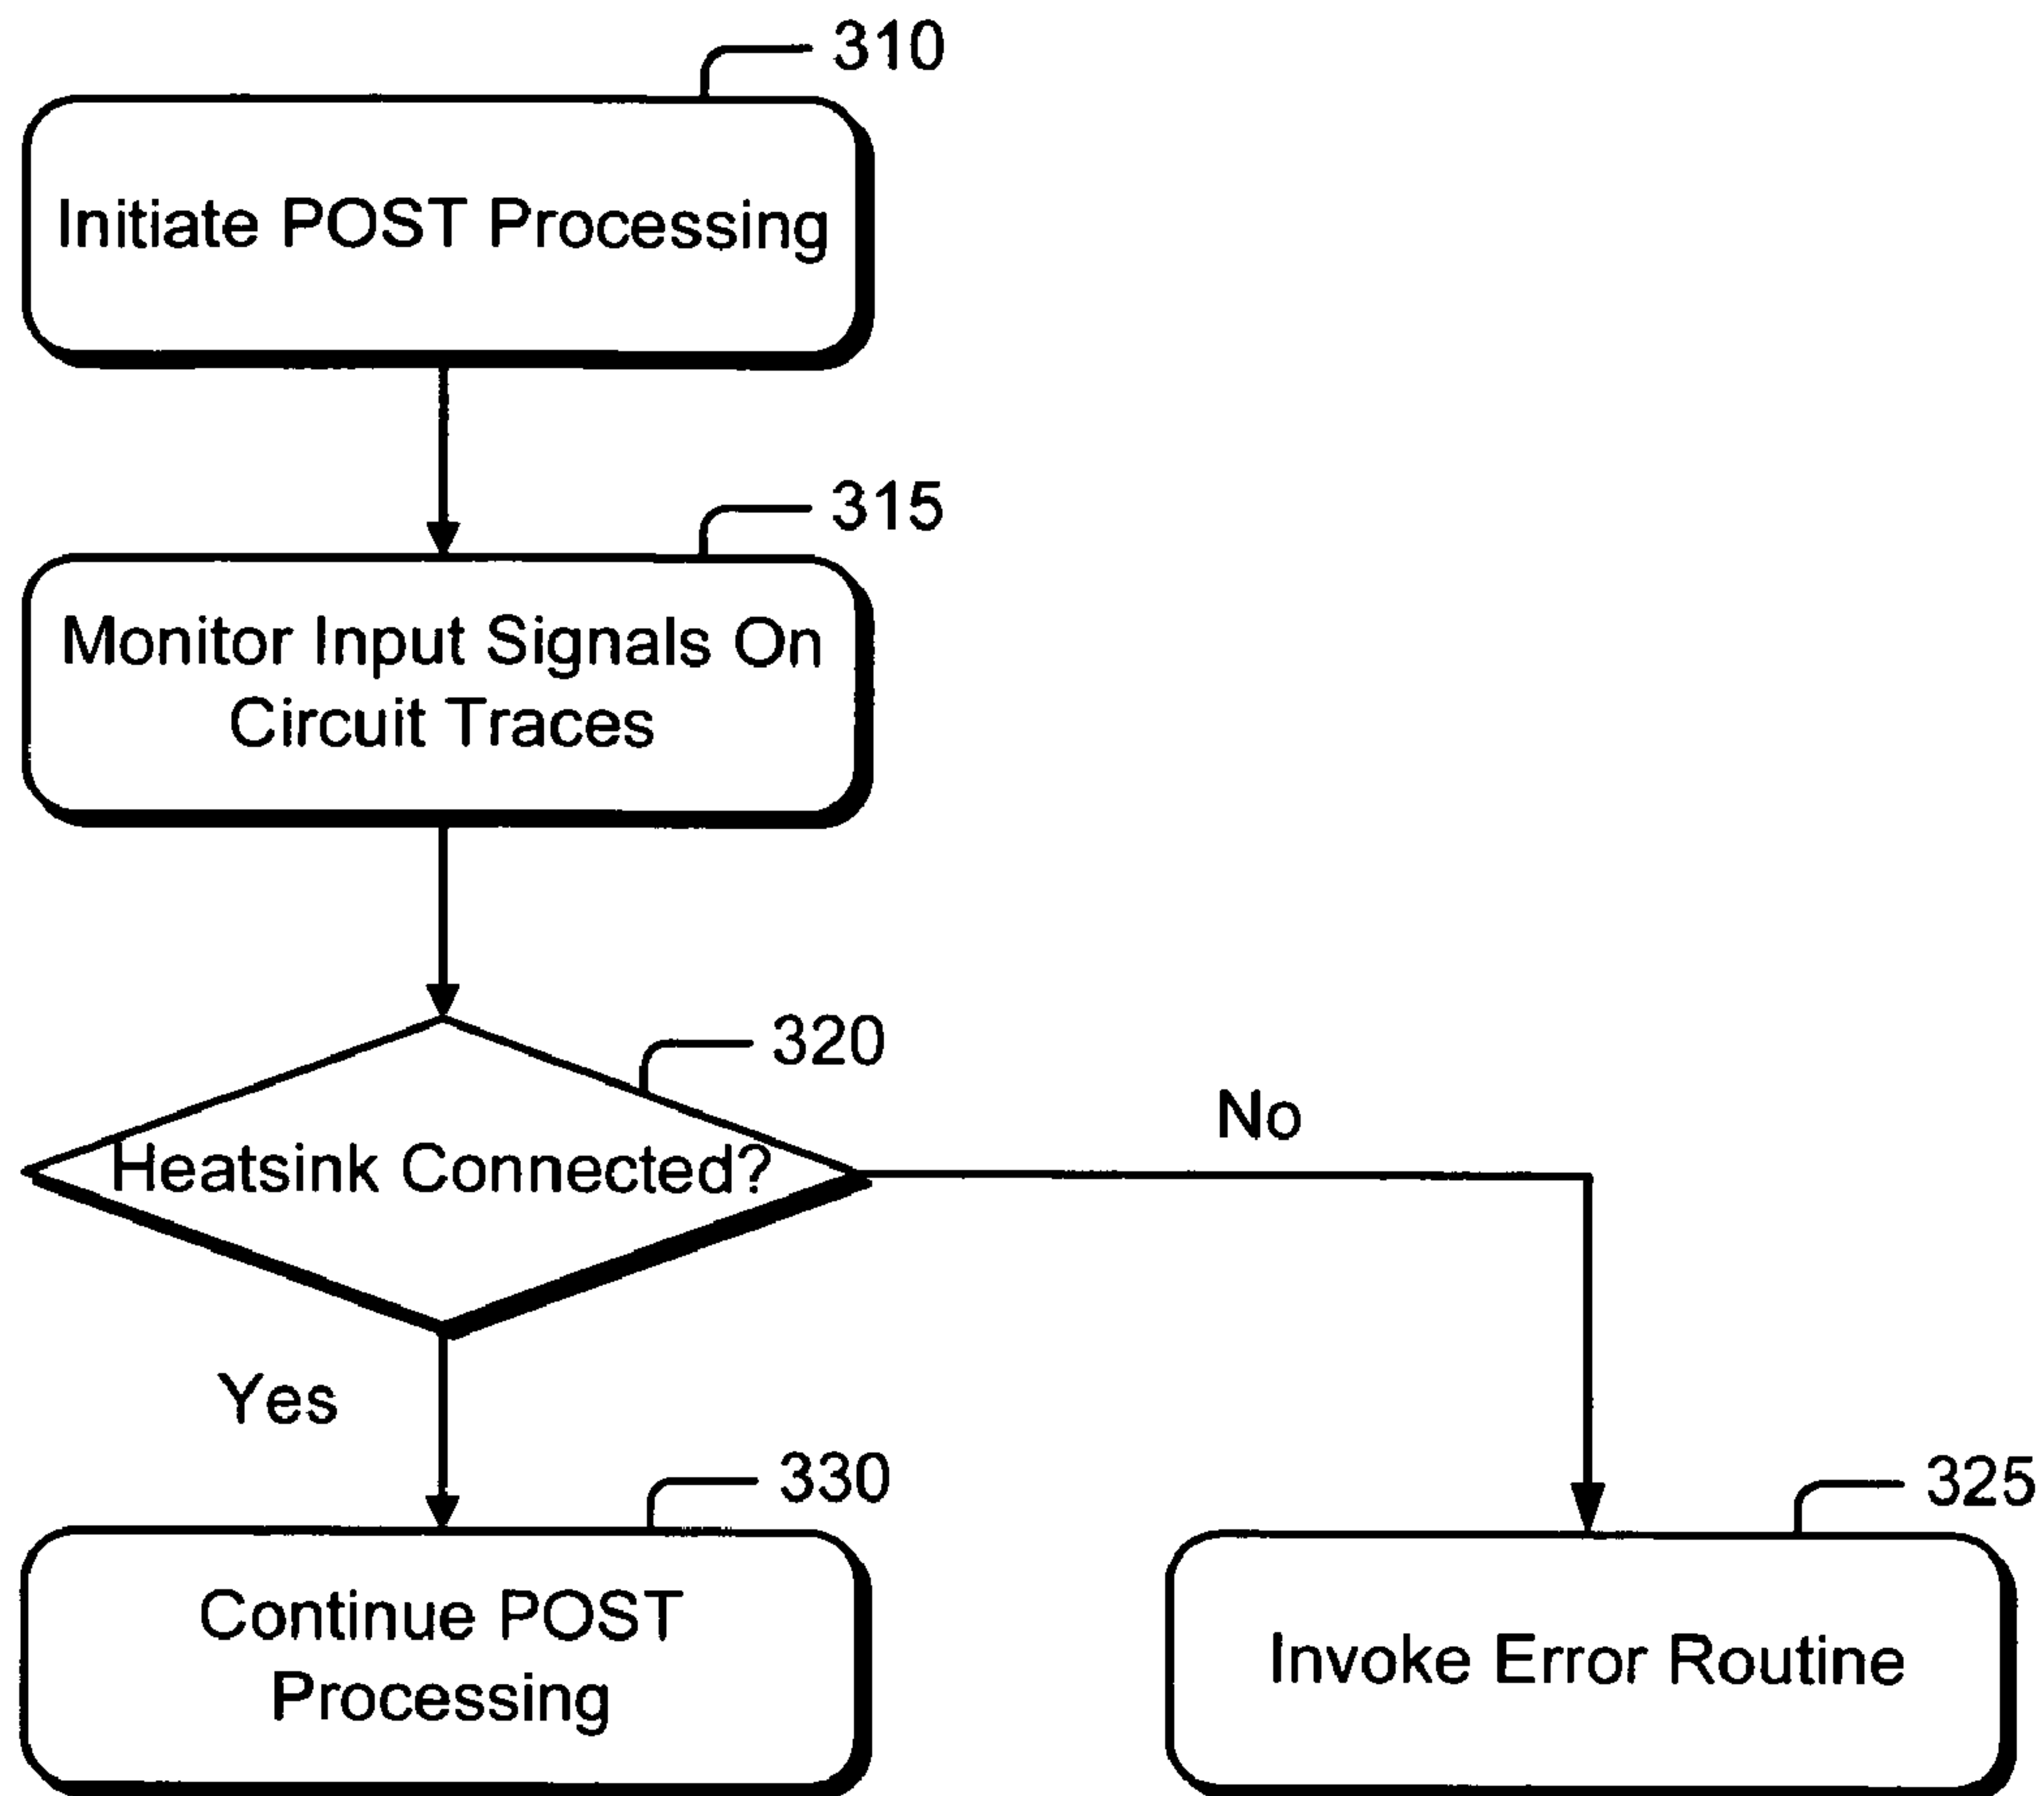 310
Initiate POST Processing
315
Monitor Input Signals On
Circuit Traces
320
Heatsink Connected?
No
Yes
330
Continue POST
Processing
325
Invoke Error Routine